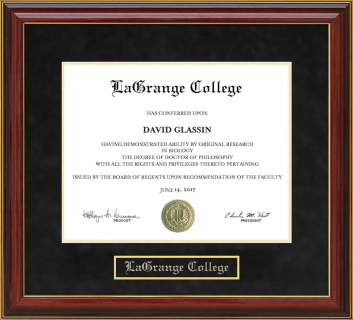 LaGrange College
HAS CONFERRED UPON
DAVID GLASSIN
HAVING DEMONSTRATED ABILITY BY ORIGINAL RESEARCH
IN BIOLOGY
THE DEGREE OF DOCTOR OF PHILOSOPHY
WITH ALL THE RIGHTS AND PRIVILEGES THERETO PERTAINING
ISSUED BY THE BOARD OF REGENTS UPON RECOMMENDATION OF THE FACULTY
JUNE 14, 2017
PROVOST
PRESIDENT
LaGrange College